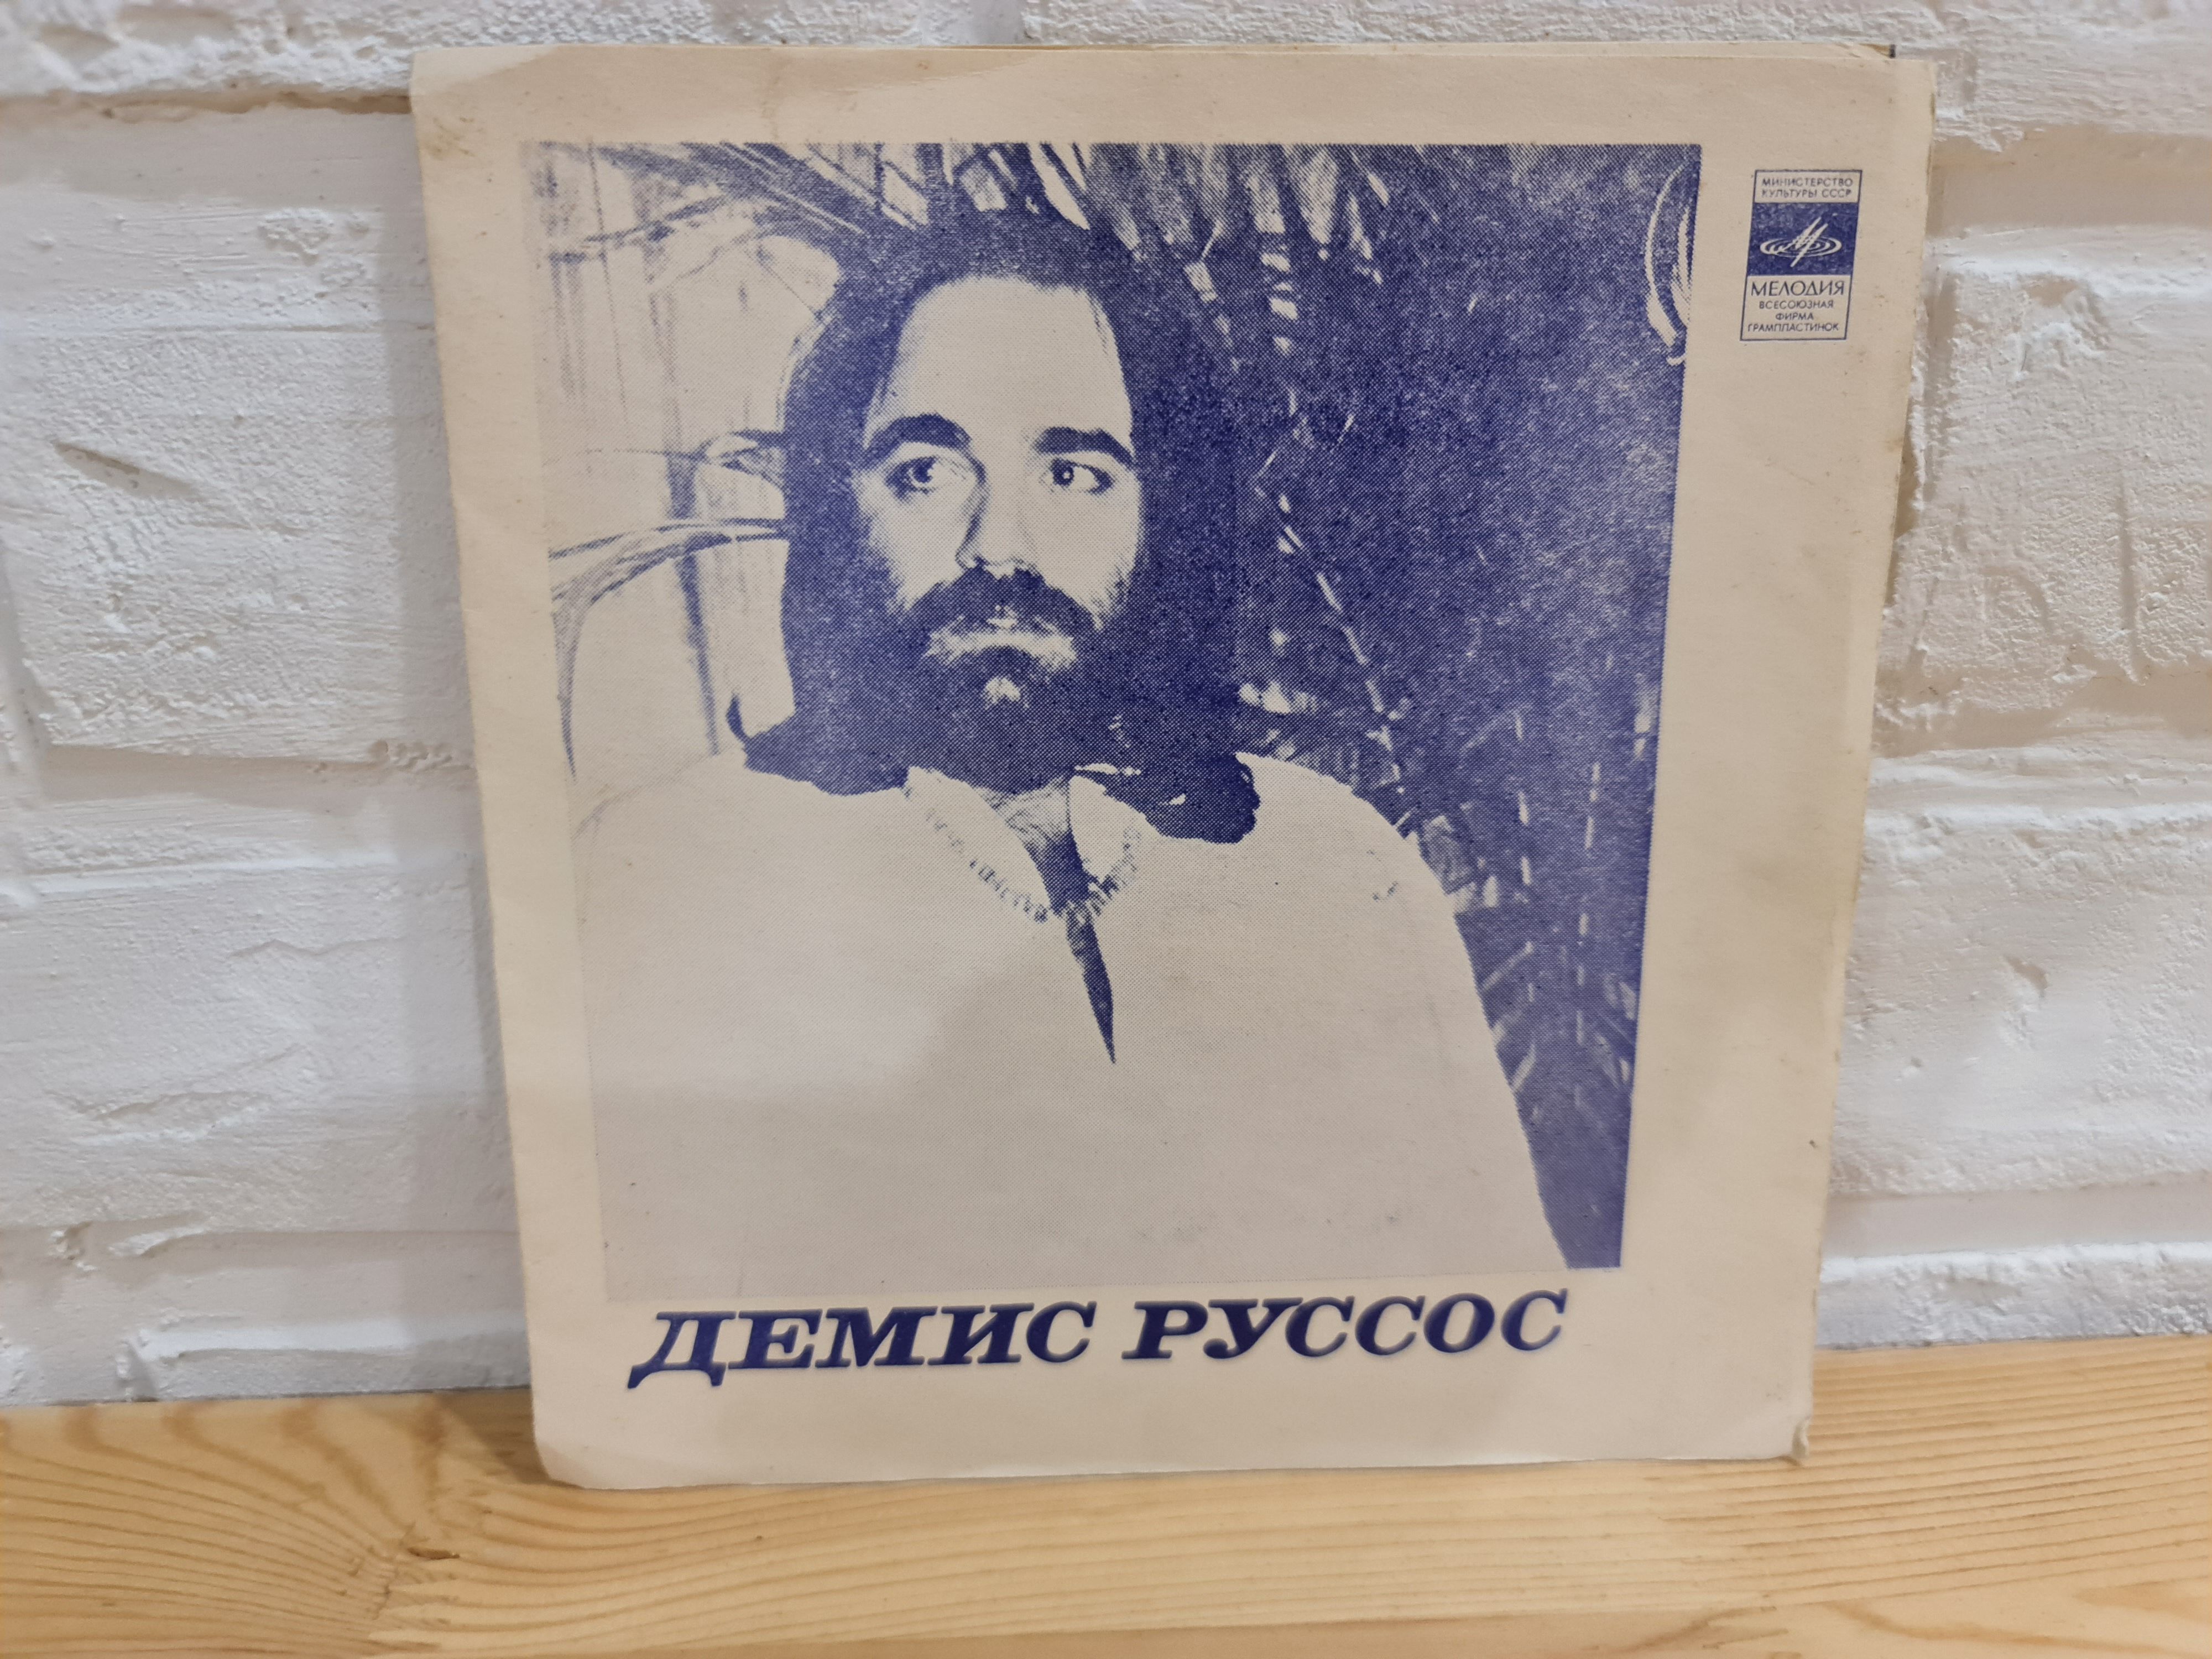 МИНИСТЕРСТВО
КУЛЬТУРЫ СССР
МЕЛОДИЯ
ВСЕСОЮЗНАЯ
ФИРМА
ГРАМПЛАСТИНОК
ДЕМИС РУССОС